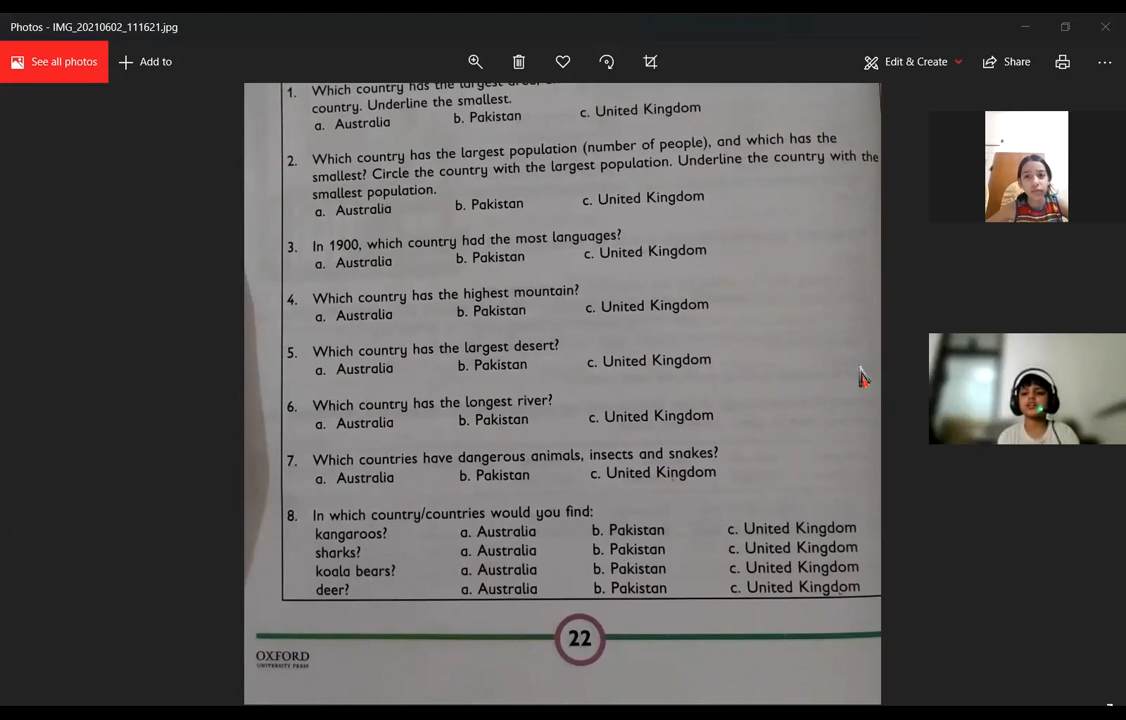 Photos - IMG_20210602_111621.jpg
See all photos
Add to
Edit & Create
Share
1. Which country has the largest area,
country. Underline the smallest.
a. Australia b. Pakistan c. United Kingdom
2. Which country has the largest population (number of people), and which has the
smallest? Circle the country with the largest population. Underline the country with the
smallest population.
a. Australia b. Pakistan c. United Kingdom
3. In 1900, which country had the most languages?
a. Australia b. Pakistan c. United Kingdom
4. Which country has the highest mountain?
a. Australia b. Pakistan c. United Kingdom
5. Which country has the largest desert?
a. Australia b. Pakistan c. United Kingdom
6. Which country has the longest river?
a. Australia b. Pakistan c. United Kingdom
7. Which countries have dangerous animals, insects and snakes?
a. Australia b. Pakistan c. United Kingdom
8. In which country/countries would you find:
kangaroos? a. Australia b. Pakistan c. United Kingdom
sharks? a. Australia b. Pakistan c. United Kingdom
koala bears? a. Australia b. Pakistan c. United Kingdom
deer? a. Australia b. Pakistan c. United Kingdom
22
OXFORD
UNIVERSITY PRESS